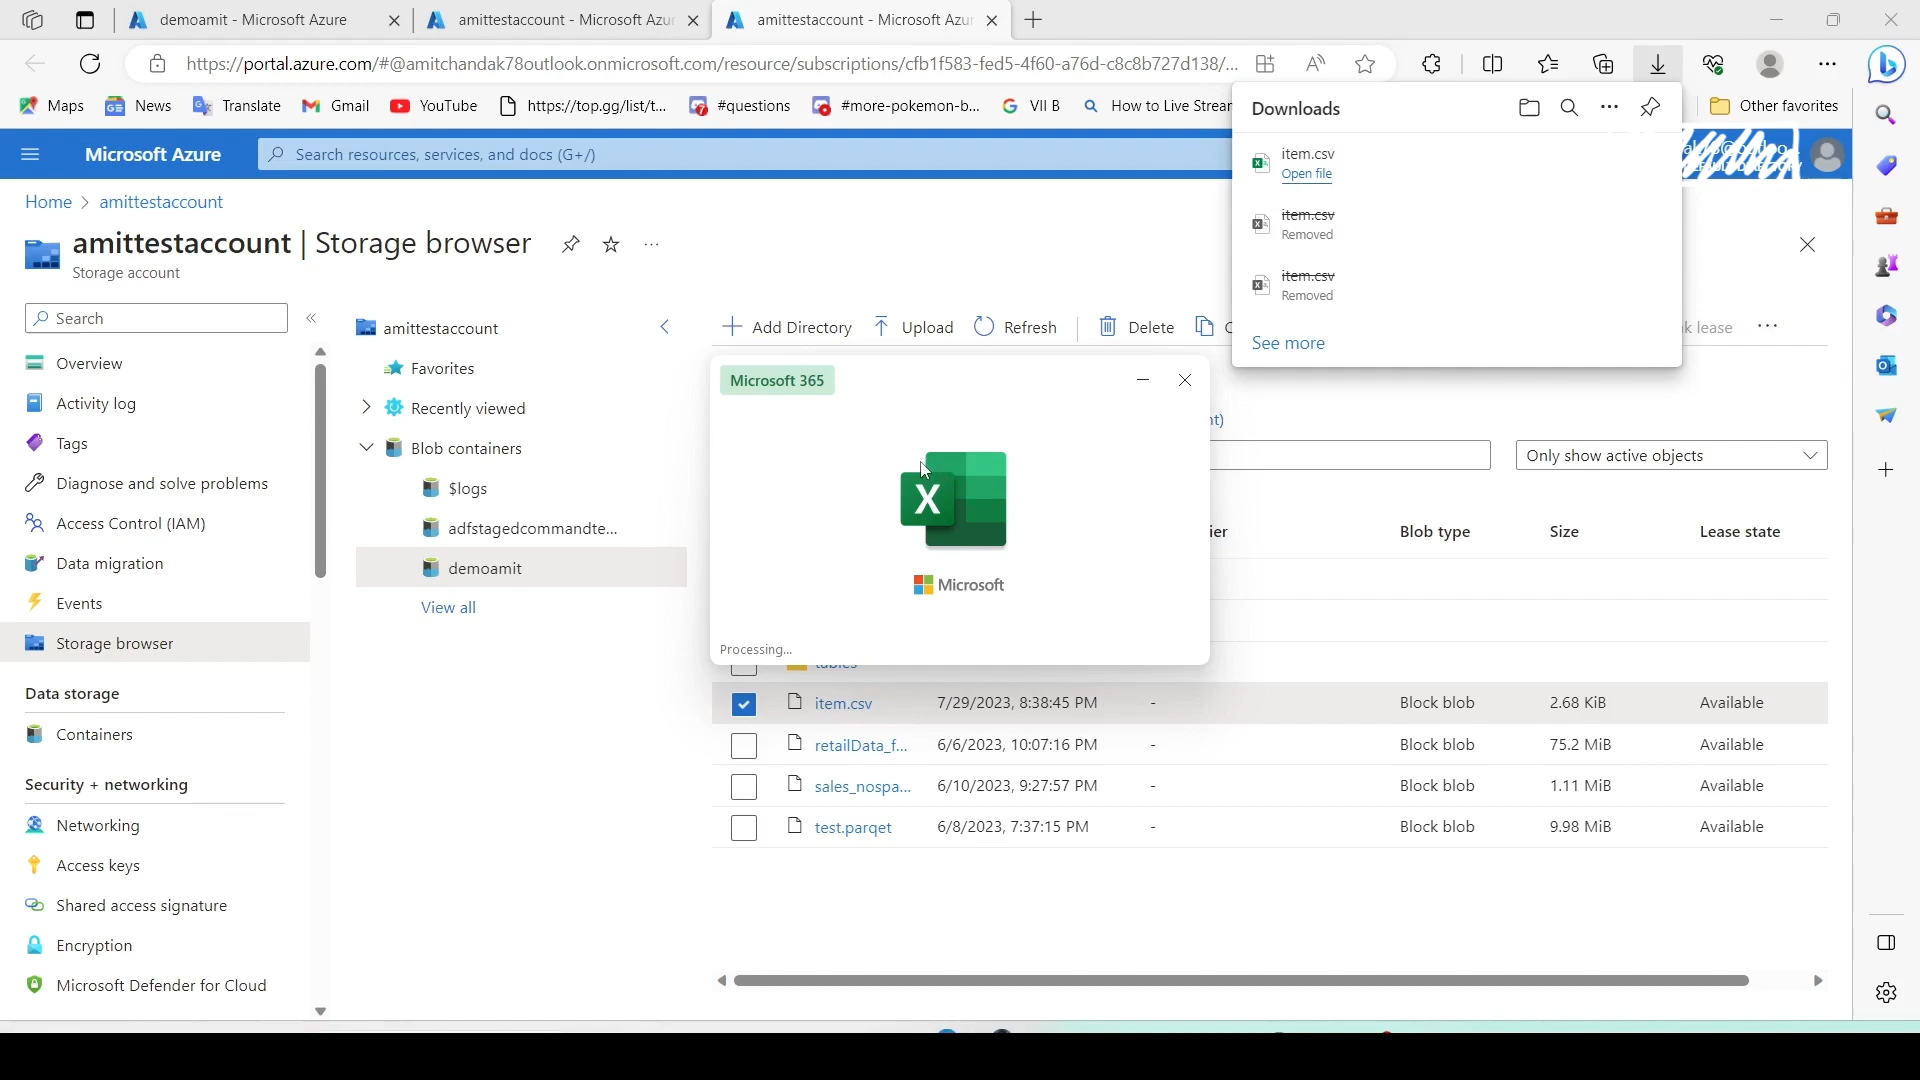 demoamit - Microsoft Azure
amittestaccount - Microsoft Azur
amittestaccount - Microsoft Azur
https://portal.azure.com/#@amitchandak78outlook.onmicrosoft.com/resource/subscriptions/cfb1f583-fed5-4f60-a76d-c8c8b727d138/...
Maps
News
Translate
Gmail
YouTube
https://top.gg/list/t...
#questions
#more-pokemon-b...
VII B
How to Live Strear
Other favorites
Downloads
item.csv
Open file
item.csv
Removed
item.csv
Removed
See more
Microsoft Azure
Search resources, services, and docs (G+/)
Home > amittestaccount
amittestaccount | Storage browser
Storage account
Search
Overview
Activity log
Tags
Diagnose and solve problems
Access Control (IAM)
Data migration
Events
Storage browser
Data storage
Containers
Security + networking
Networking
Access keys
Shared access signature
Encryption
Microsoft Defender for Cloud
amittestaccount
Favorites
Recently viewed
Blob containers
$logs
adfstagedcommandte...
demoamit
View all
Add Directory
Upload
Refresh
Delete
k lease
Microsoft 365
X
Microsoft
Processing...
nt)
Only show active objects
ier Blob type Size Lease state
tables
item.csv 7/29/2023, 8:38:45 PM - Block blob 2.68 KiB Available
retailData_f... 6/6/2023, 10:07:16 PM - Block blob 75.2 MiB Available
sales_nospa... 6/10/2023, 9:27:57 PM - Block blob 1.11 MiB Available
test.parqet 6/8/2023, 7:37:15 PM - Block blob 9.98 MiB Available